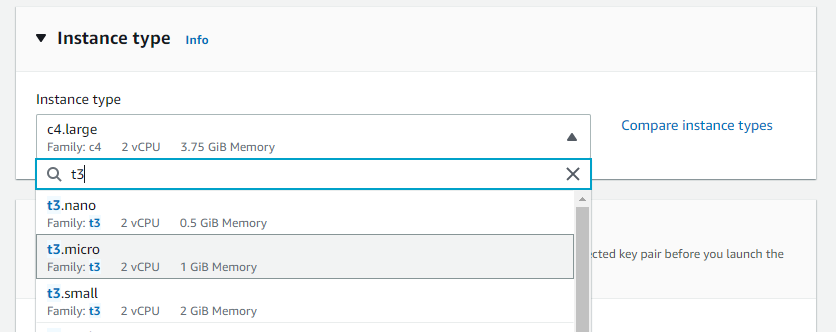 Instance type Info
Instance type
c4.large
Family: c4 2 vCPU 3.75 GiB Memory
Compare instance types
t3
t3.nano
Family: t3 2 vCPU 0.5 GiB Memory
t3.micro
Family: t3 2 vCPU 1 GiB Memory
ected key pair before you launch the
t3.small
Family: t3 2 vCPU 2 GiB Memory